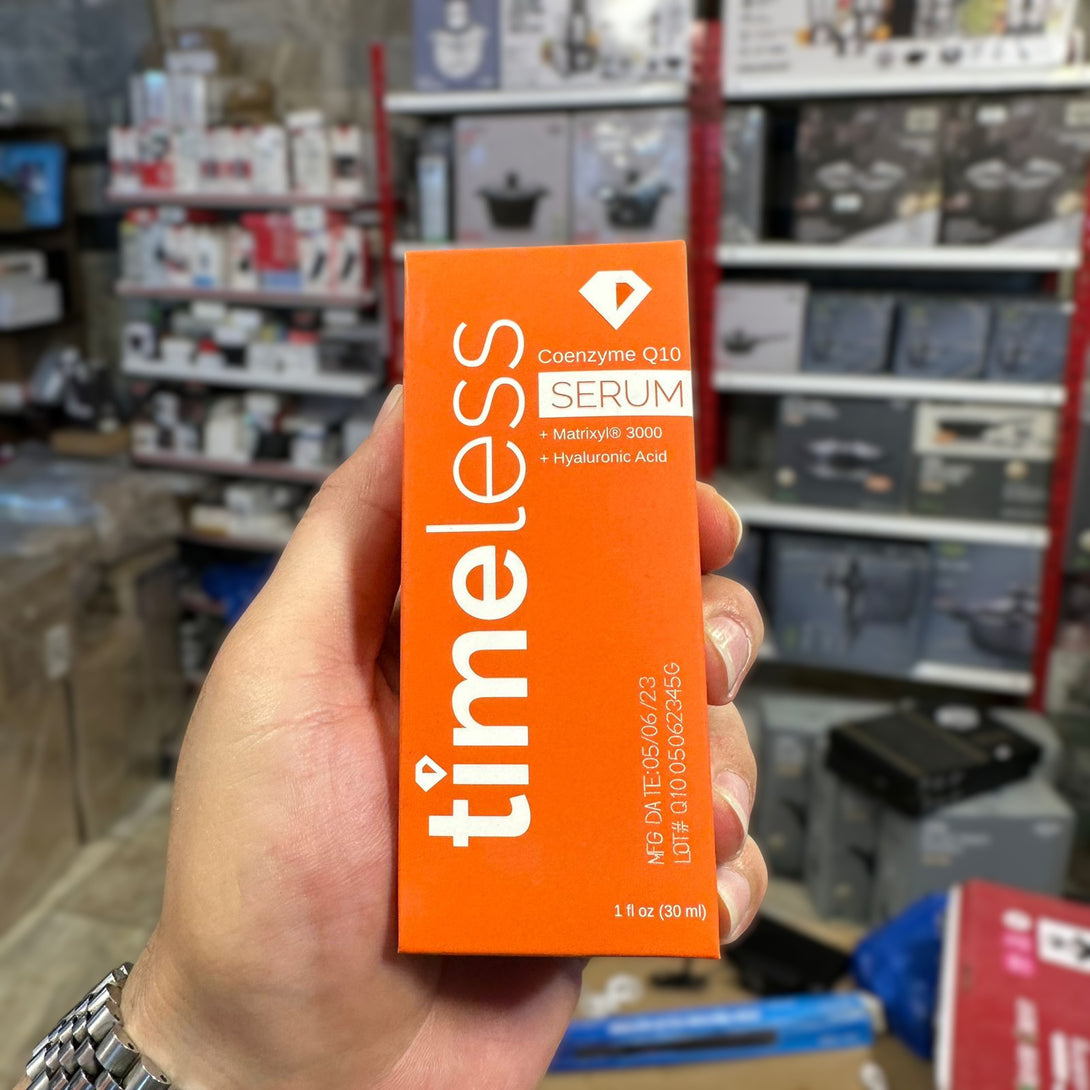 timeless
Coenzyme Q10
SERUM
+ Matrixyl® 3000
+ Hyaluronic Acid
MFG DATE:05/06/23
LOT# Q10 05062345G
1 fl oz (30 ml)